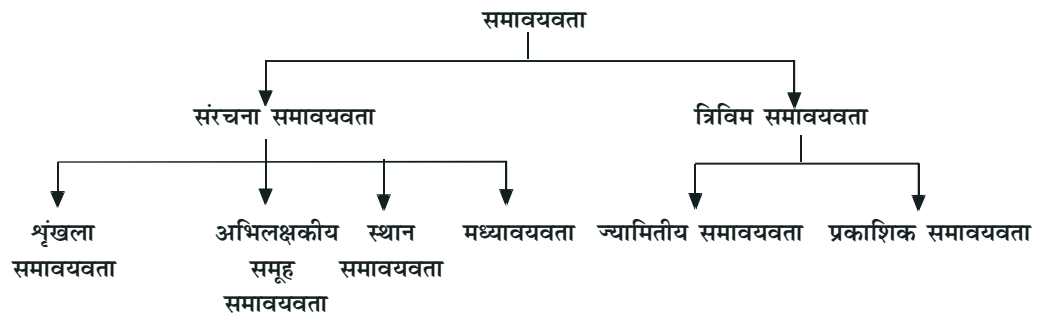 समावयवता
संरचना समावयवता
त्रिविम समावयवता
शृंखला
समावयवता
अभिलक्षकीय
समूह
समावयवता
स्थान
समावयवता
मध्यावयवता
ज्यामितीय समावयवता
प्रकाशिक समावयवता